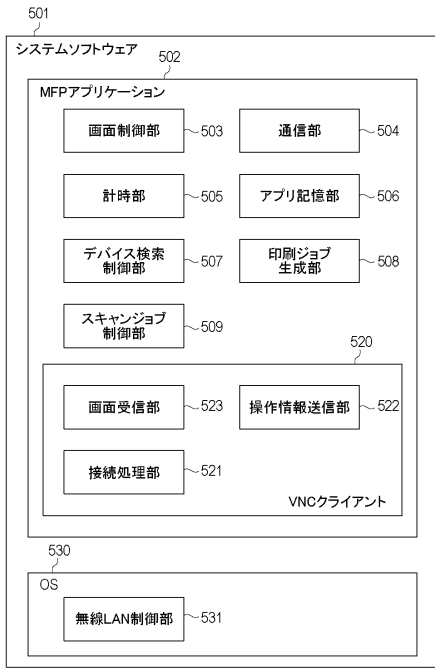 501
システムソフトウェア
502
MFPアプリケーション
画面制御部
503
通信部
504
計時部
505
アプリ記憶部
506
デバイス検索
制御部
507
印刷ジョブ
生成部
508
スキャンジョブ
制御部
509
520
画面受信部
523
操作情報送信部
522
接続処理部
521
VNCクライアント
530
OS
無線LAN制御部
531